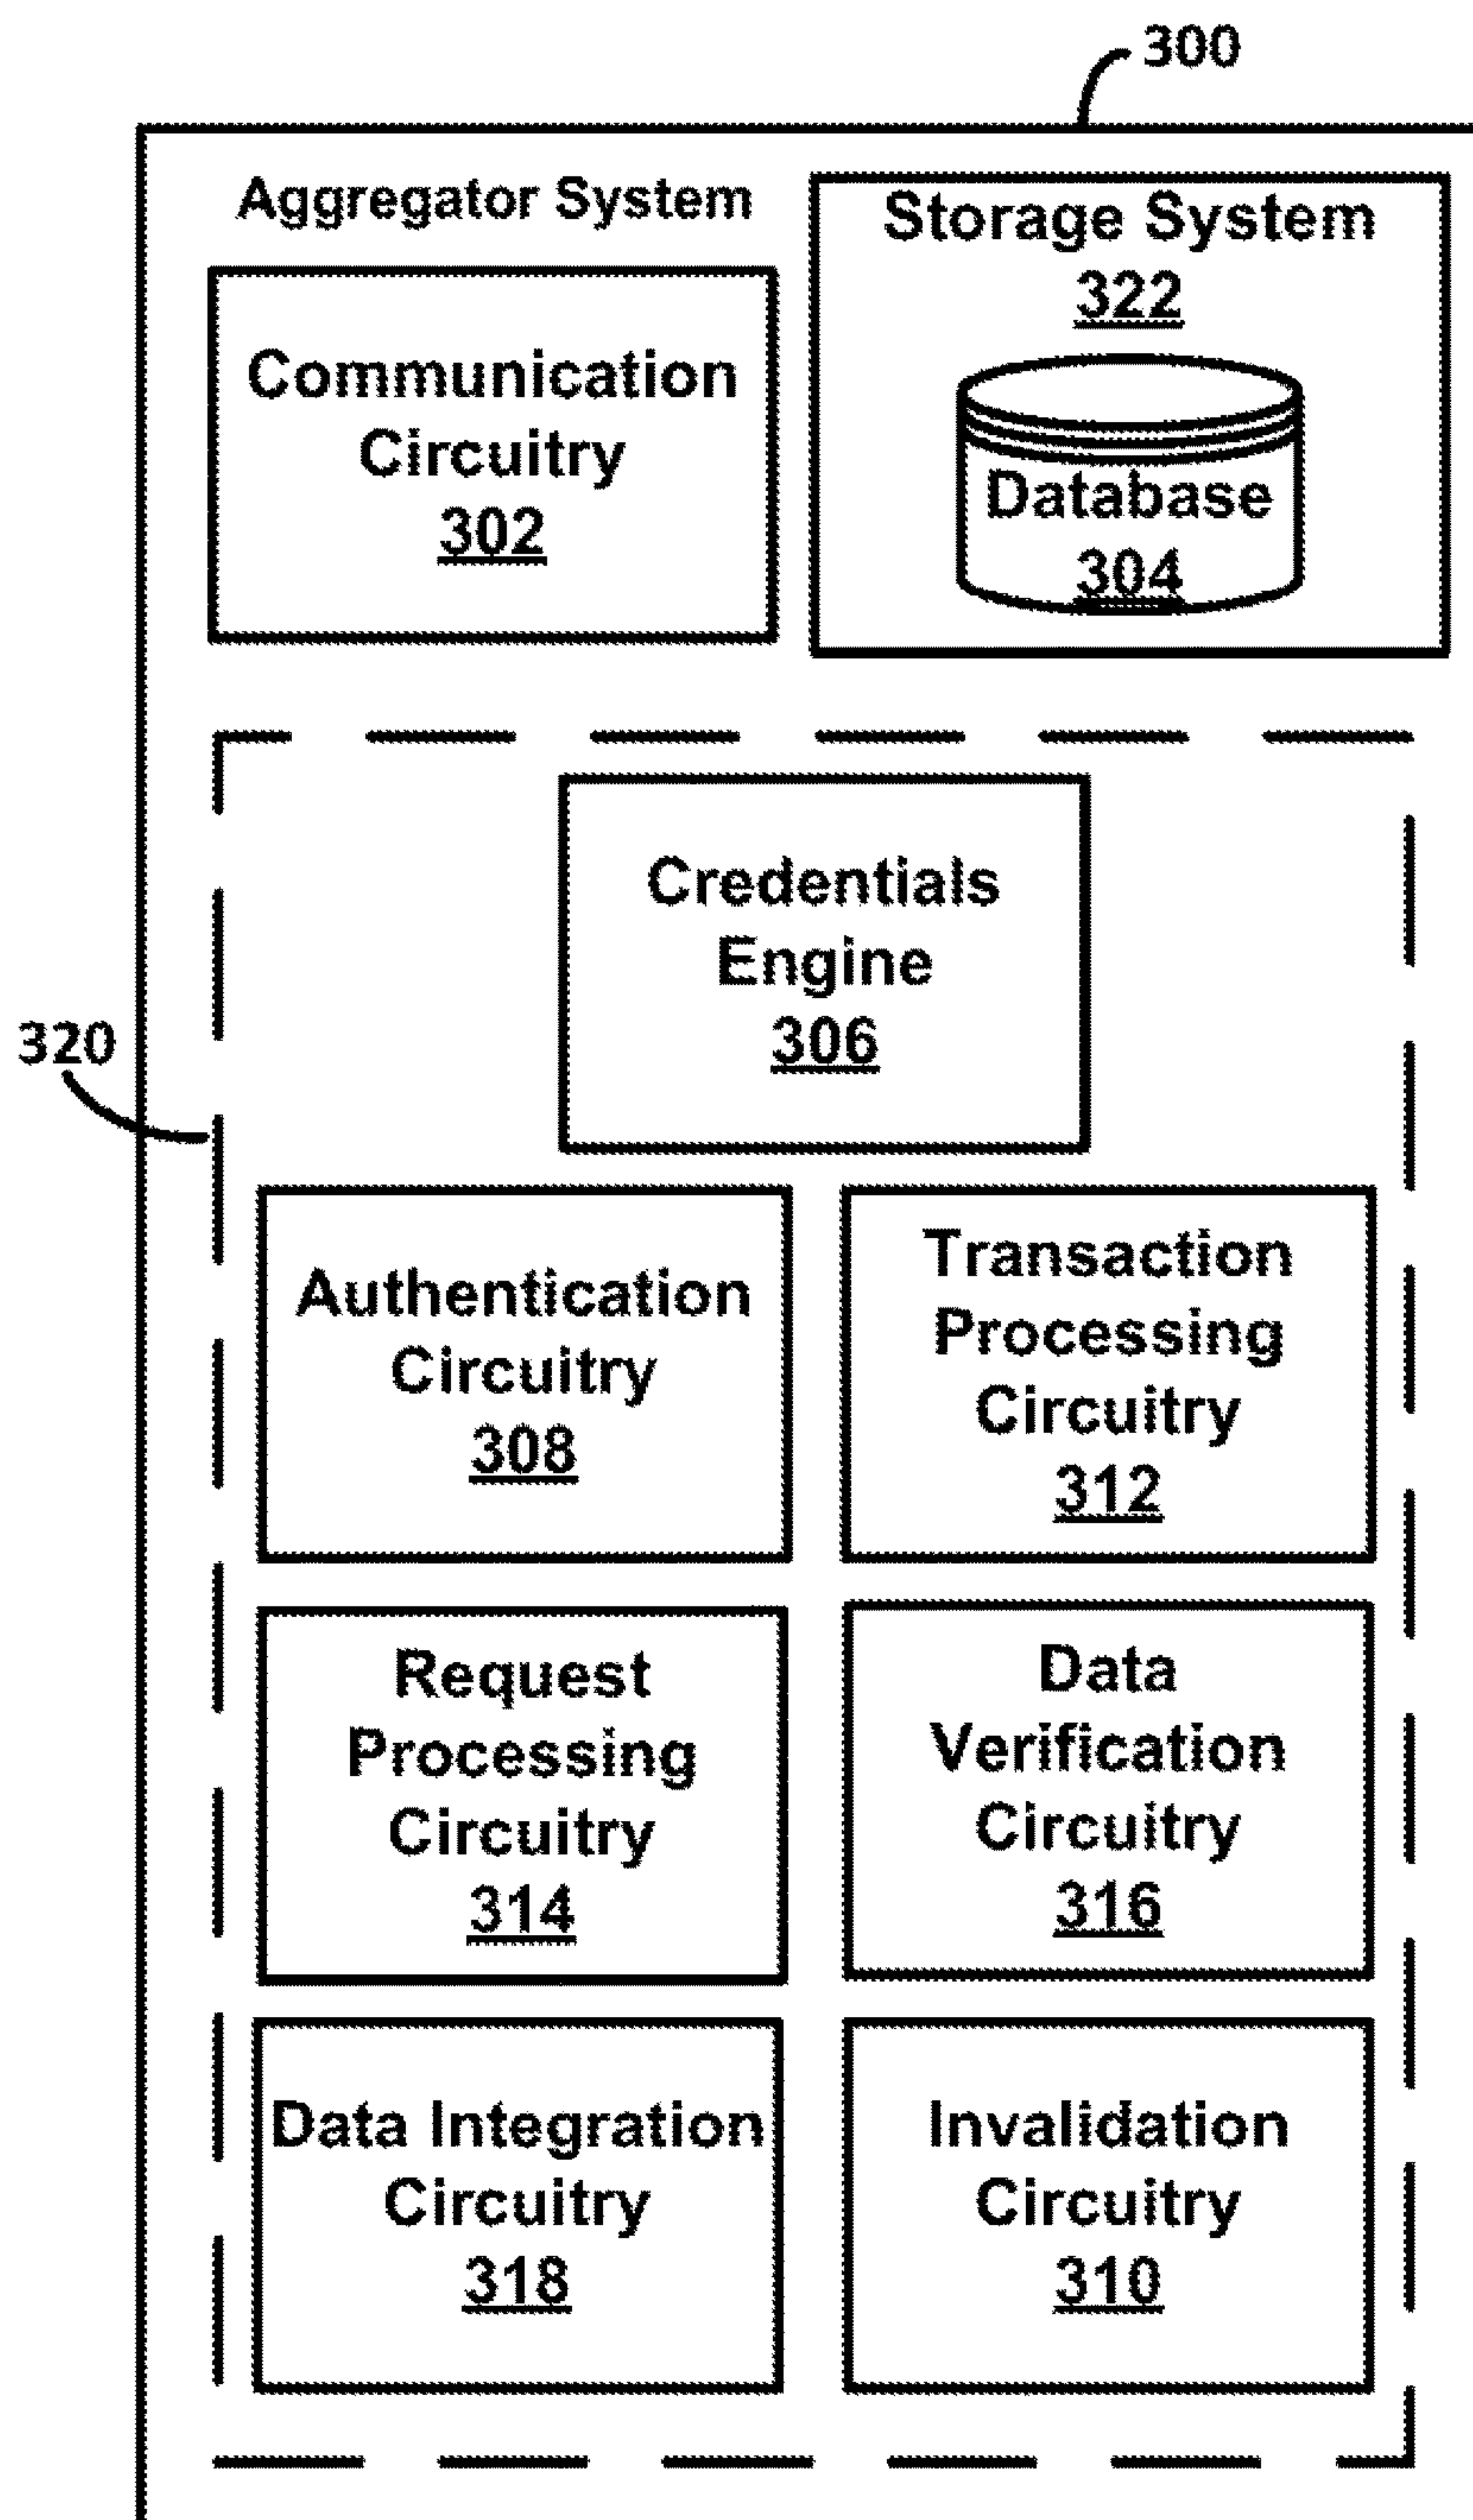 300
Aggregator System
Storage System
322
Communication
Circuitry
302
Database
304
Credentials
Engine
306
320
Authentication
Circuitry
308
Transaction
Processing
Circuitry
312
Request
Processing
Circuitry
314
Data
Verification
Circuitry
316
Data Integration
Circuitry
318
Invalidation
Circuitry
310